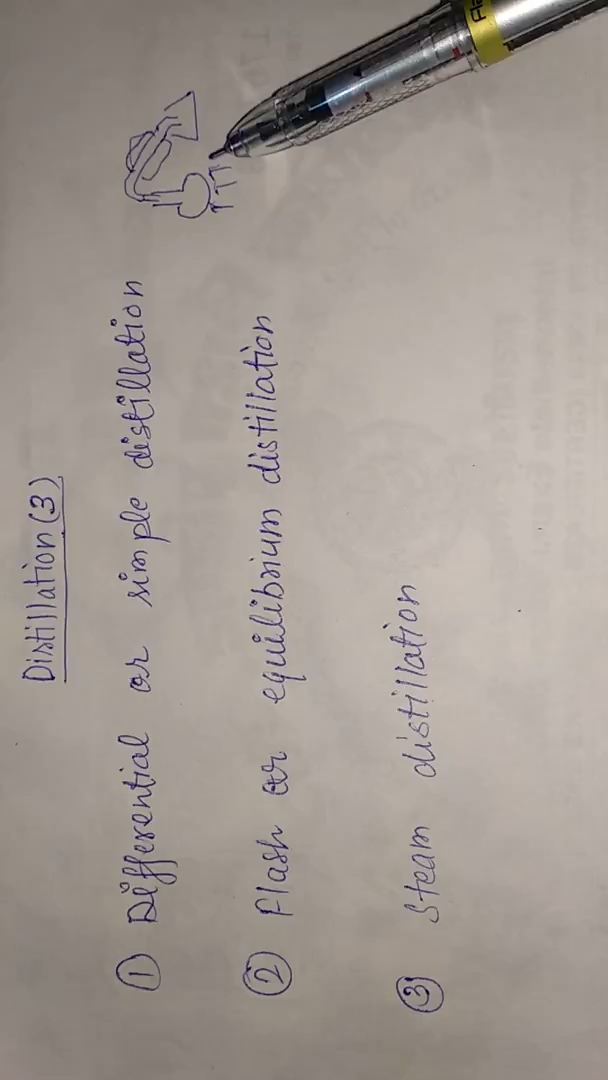 Distillation (3)
① Differential or simple distillation
② Flash or equilibrium distillation
③ Steam distillation